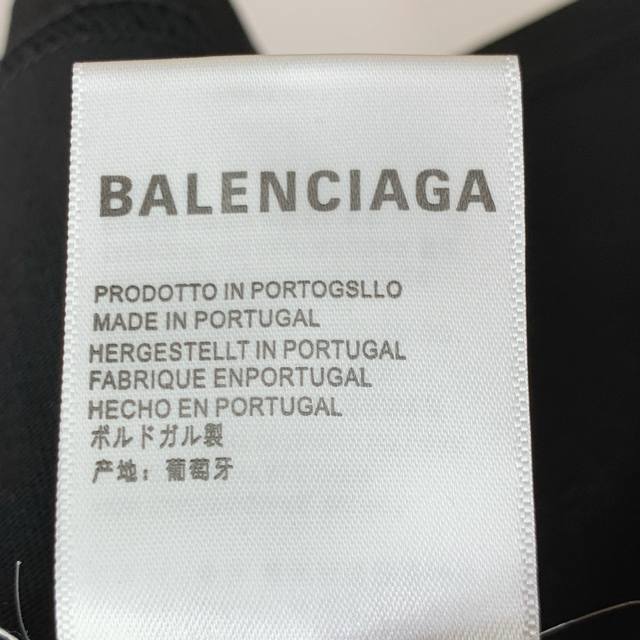 BALENCIAGA
PRODOTTO IN PORTOGSLLO
MADE IN PORTUGAL
HERGESTELLT IN PORTUGAL
FABRIQUE ENPORTUGAL
HECHO EN PORTUGAL
ボルドガル製
产地：葡萄牙